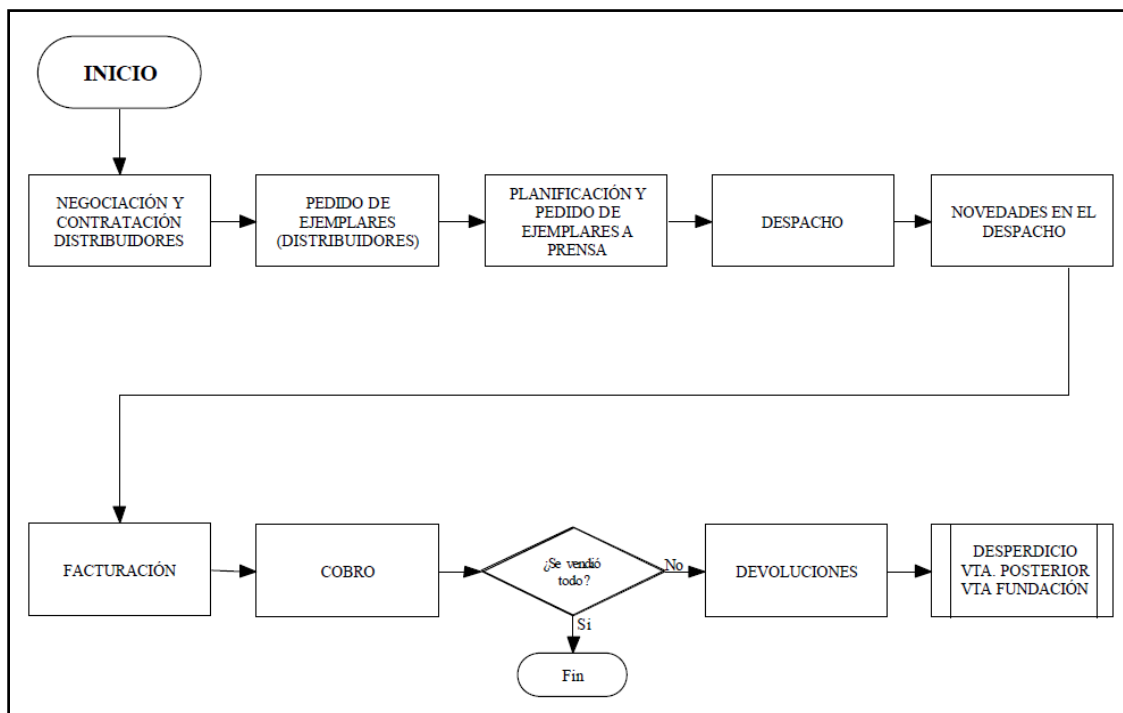 INICIO
NEGOCIACIÓN Y
CONTRATACIÓN
DISTRIBUIDORES
PEDIDO DE
EJEMPLARES
(DISTRIBUIDORES)
PLANIFICACIÓN Y
PEDIDO DE
EJEMPLARES A
PRENSA
DESPACHO
NOVEDADES EN EL
DESPACHO
FACTURACIÓN
COBRO
¿Se vendió
todo?
No
Sí
Fin
DEVOLUCIONES
DESPERDICIO
VTA. POSTERIOR
VTA FUNDACIÓN